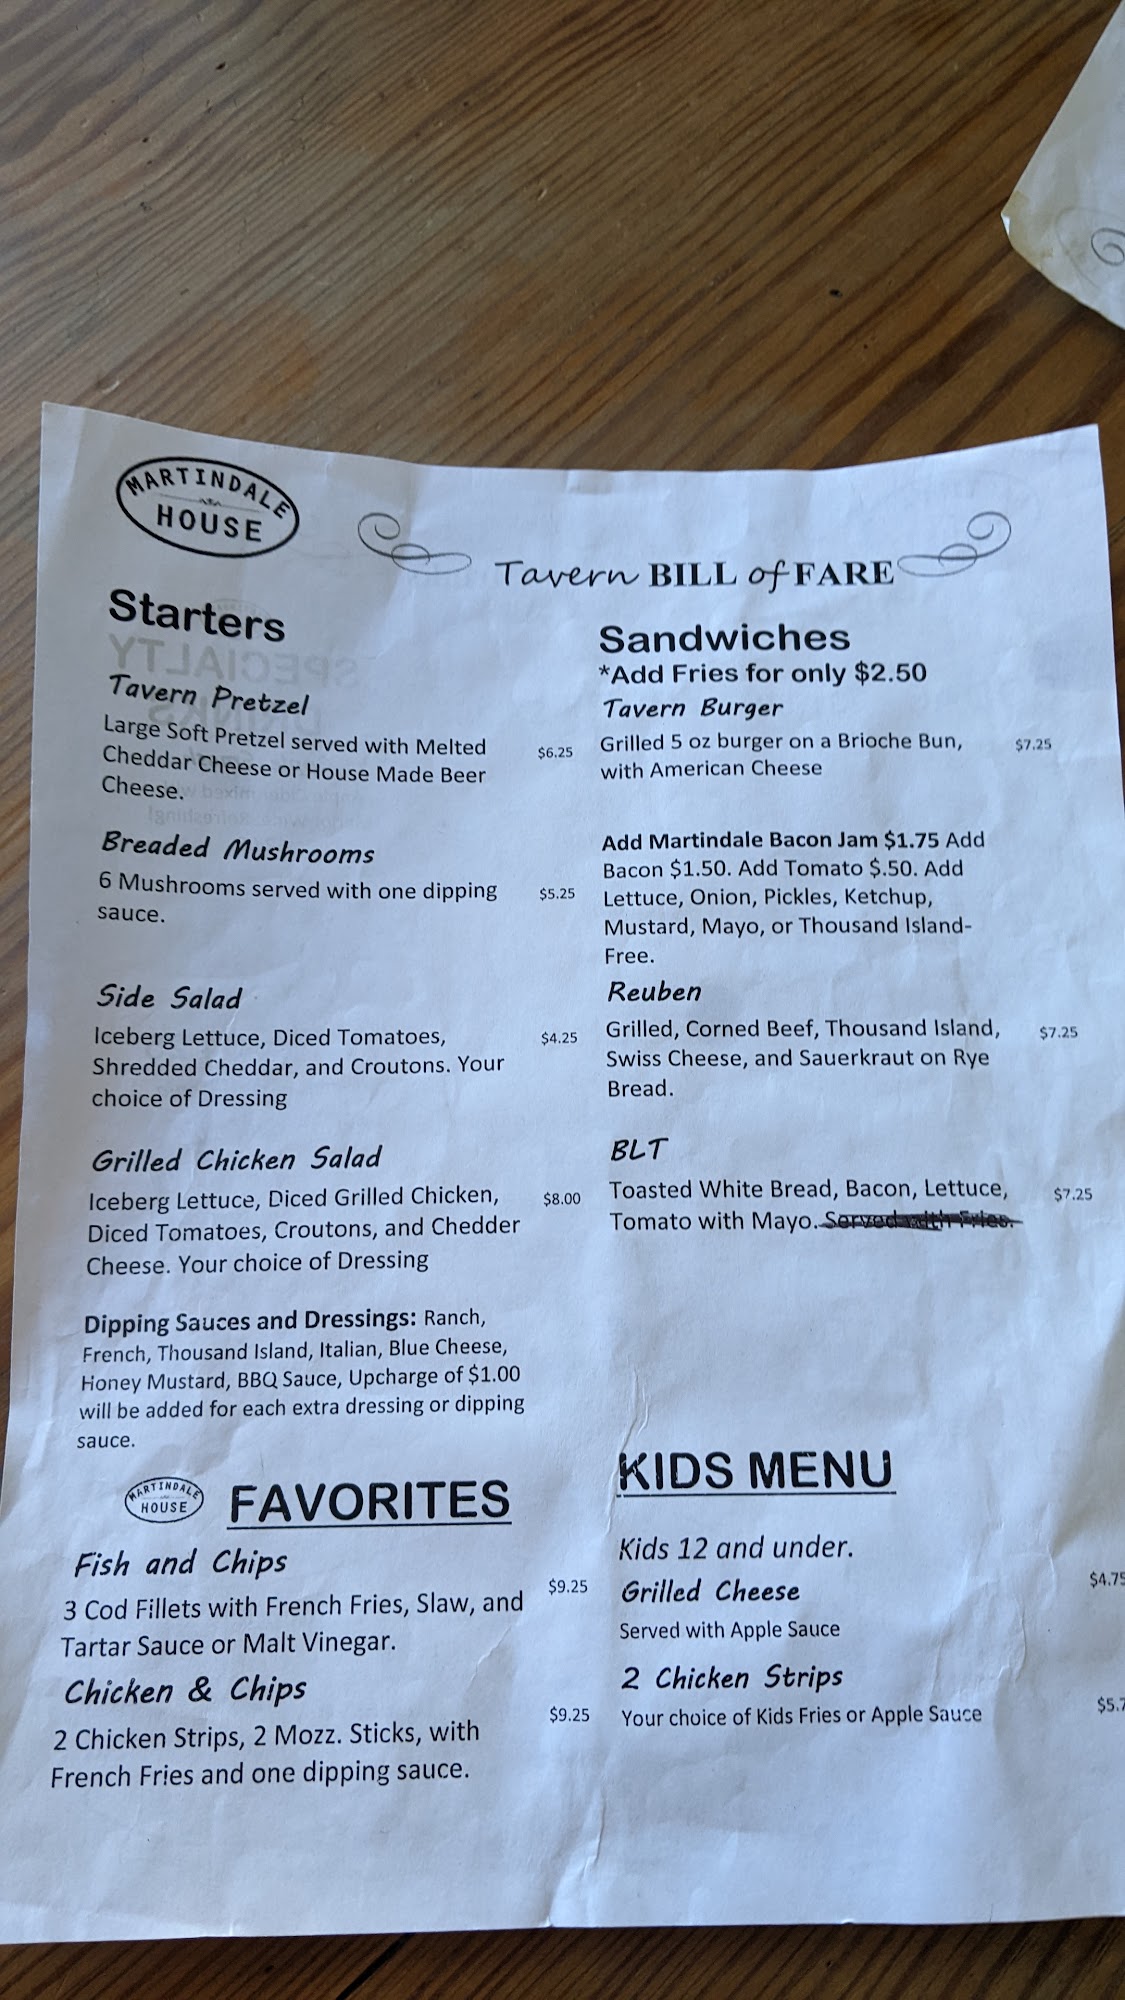 MARTINDALE
HOUSE
Tavern BILL of FARE
Starters
Tavern Pretzel
Large Soft Pretzel served with Melted $6.25
Cheddar Cheese or House Made Beer
Cheese.
Breaded Mushrooms
6 Mushrooms served with one dipping $5.25
sauce.
Side Salad
Iceberg Lettuce, Diced Tomatoes, $4.25
Shredded Cheddar, and Croutons. Your
choice of Dressing
Grilled Chicken Salad
Iceberg Lettuce, Diced Grilled Chicken, $8.00
Diced Tomatoes, Croutons, and Chedder
Cheese. Your choice of Dressing
Dipping Sauces and Dressings: Ranch,
French, Thousand Island, Italian, Blue Cheese,
Honey Mustard, BBQ Sauce, Upcharge of $1.00
will be added for each extra dressing or dipping
sauce.
MARTINDALE
HOUSE
FAVORITES
Fish and Chips
$9.25
3 Cod Fillets with French Fries, Slaw, and
Tartar Sauce or Malt Vinegar.
Chicken & Chips
$9.25
2 Chicken Strips, 2 Mozz. Sticks, with
French Fries and one dipping sauce.
Sandwiches
*Add Fries for only $2.50
Tavern Burger
Grilled 5 oz burger on a Brioche Bun, $7.25
with American Cheese
Add Martindale Bacon Jam $1.75 Add
Bacon $1.50. Add Tomato $.50. Add
Lettuce, Onion, Pickles, Ketchup,
Mustard, Mayo, or Thousand Island-
Free.
Reuben
Grilled, Corned Beef, Thousand Island, $7.25
Swiss Cheese, and Sauerkraut on Rye
Bread.
BLT
Toasted White Bread, Bacon, Lettuce, $7.25
Tomato with Mayo. Served with Fries.
KIDS MENU
Kids 12 and under.
Grilled Cheese $4.75
Served with Apple Sauce
2 Chicken Strips
Your choice of Kids Fries or Apple Sauce
SPECIALTY